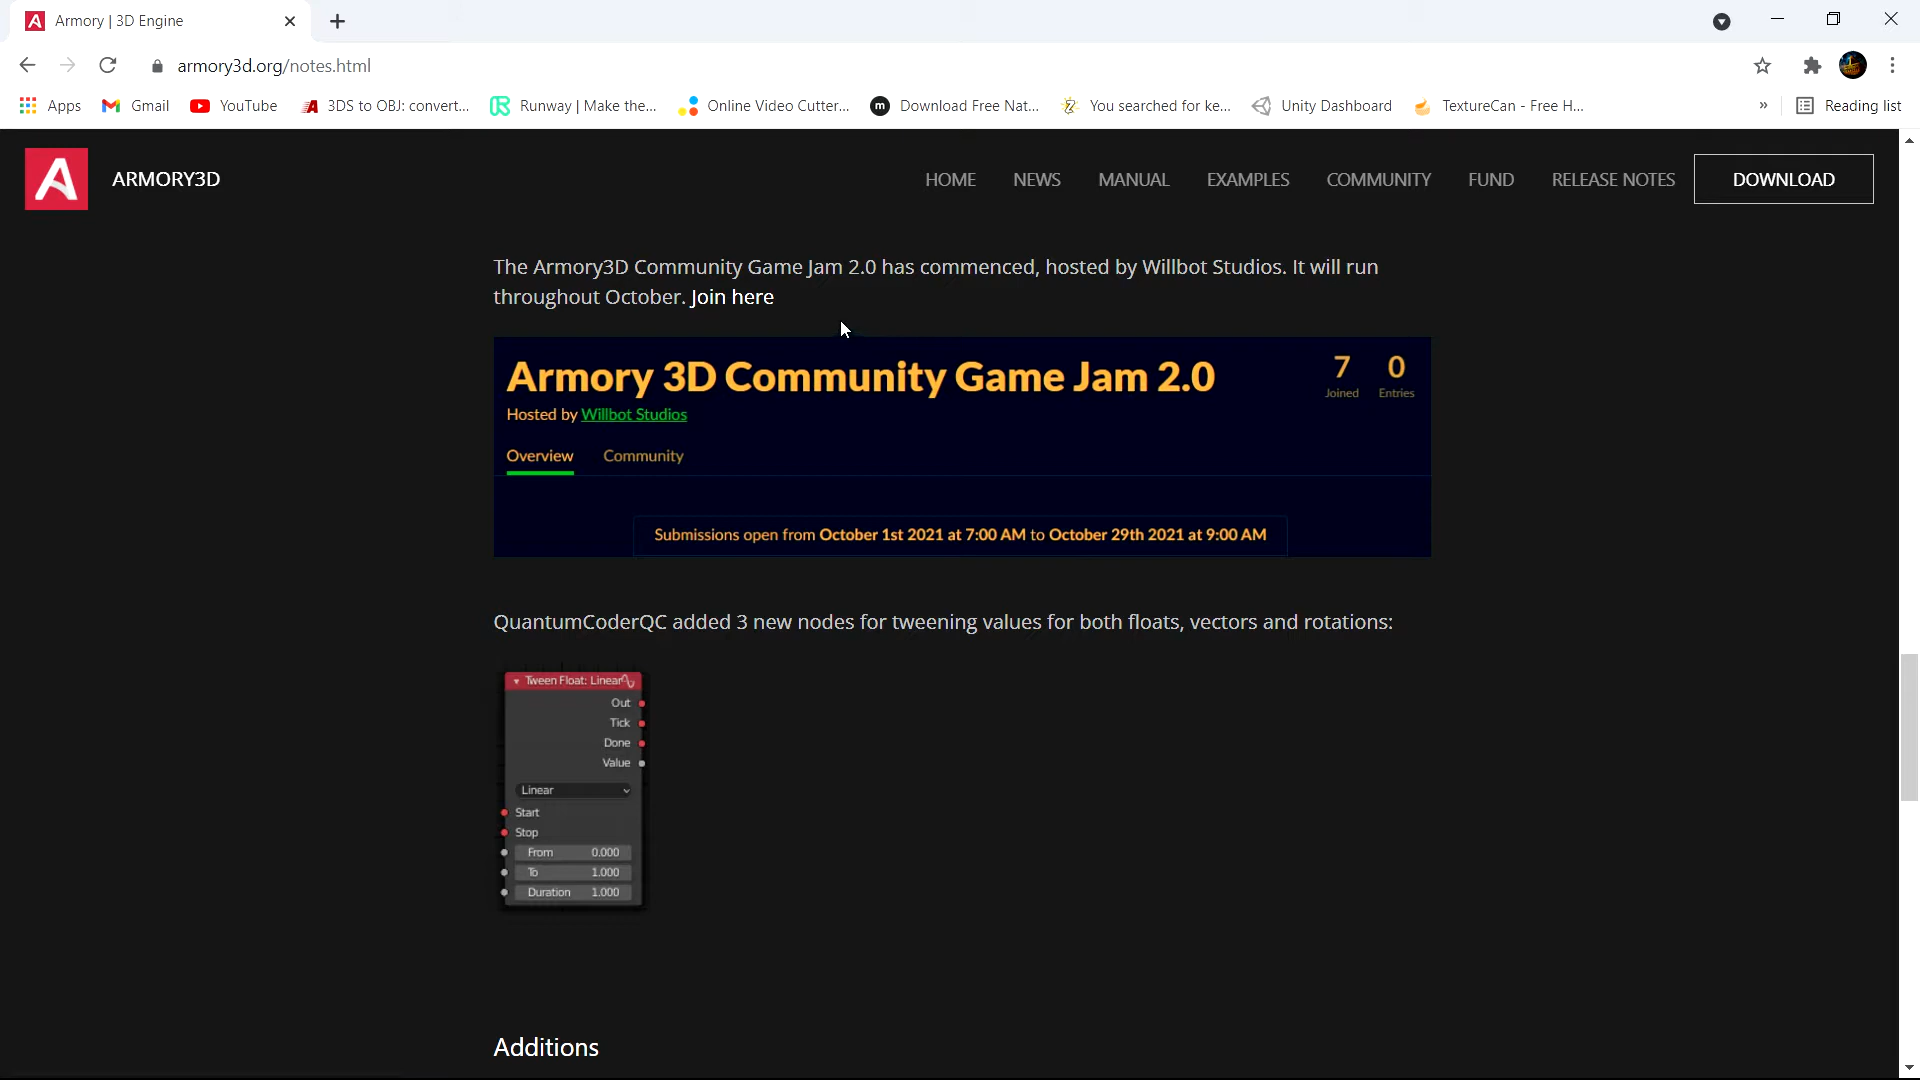 Armory | 3D Engine
armory3d.org/notes.html
Apps
Gmail
YouTube
3DS to OBJ: convert...
Runway | Make the...
Online Video Cutter...
Download Free Nat...
You searched for ke...
Unity Dashboard
TextureCan - Free H...
»
Reading list
ARMORY3D
HOME
NEWS
MANUAL
EXAMPLES
COMMUNITY
FUND
RELEASE NOTES
DOWNLOAD
The Armory3D Community Game Jam 2.0 has commenced, hosted by Willbot Studios. It will run
throughout October. Join here
Armory 3D Community Game Jam 2.0
7
Joined
0
Entries
Hosted by Willbot Studios
Overview
Community
Submissions open from October 1st 2021 at 7:00 AM to October 29th 2021 at 9:00 AM
QuantumCoderQC added 3 new nodes for tweening values for both floats, vectors and rotations:
Tween Float: Linear
Out
Tick
Done
Value
Linear
Start
Stop
From 0.000
To 1.000
Duration 1.000
Additions